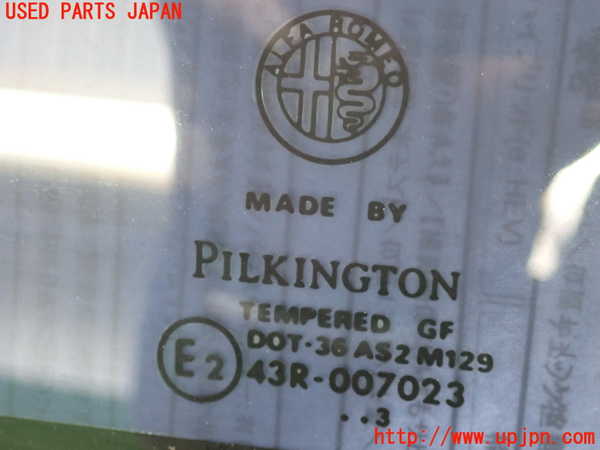 USED PARTS JAPAN
ALFA ROMEO
MADE BY
PILKINGTON
TEMPERED GF
DOT·36 AS2 M129
E2
43R-007023
··3
http://www.upjpn.com/